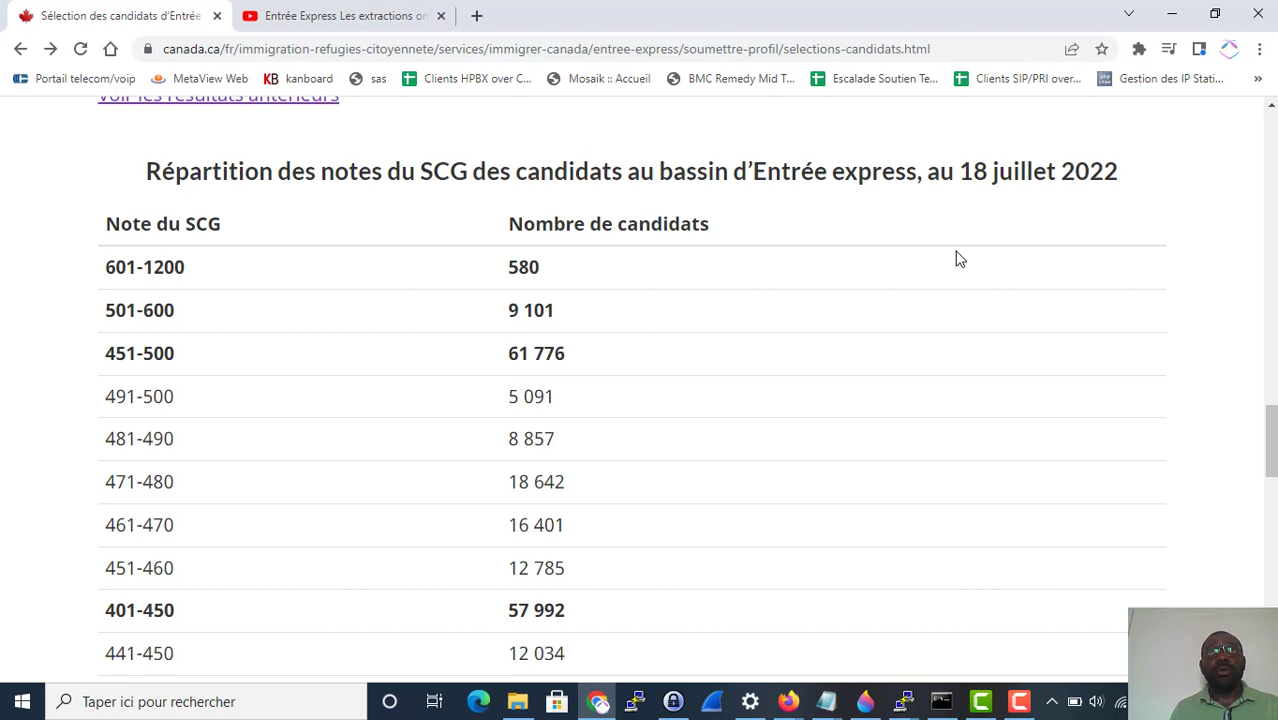 Sélection des candidats d'Entrée
Entrée Express Les extractions on
canada.ca/fr/immigration-refugies-citoyennete/services/immigrer-canada/entree-express/soumettre-profil/selections-candidats.html
Portail telecom/voip
MetaView Web
KB kanboard
sas
Clients HPBX over C...
Mosaik :: Accueil
BMC Remedy Mid T...
Escalade Soutien Te...
Clients SIP/PRI over...
Gestion des IP Stati...
»
Voir les résultats antérieurs
Répartition des notes du SCG des candidats au bassin d'Entrée express, au 18 juillet 2022
Note du SCG Nombre de candidats
601-1200 580
501-600 9 101
451-500 61 776
491-500 5 091
481-490 8 857
471-480 18 642
461-470 16 401
451-460 12 785
401-450 57 992
441-450 12 034
Taper ici pour rechercher